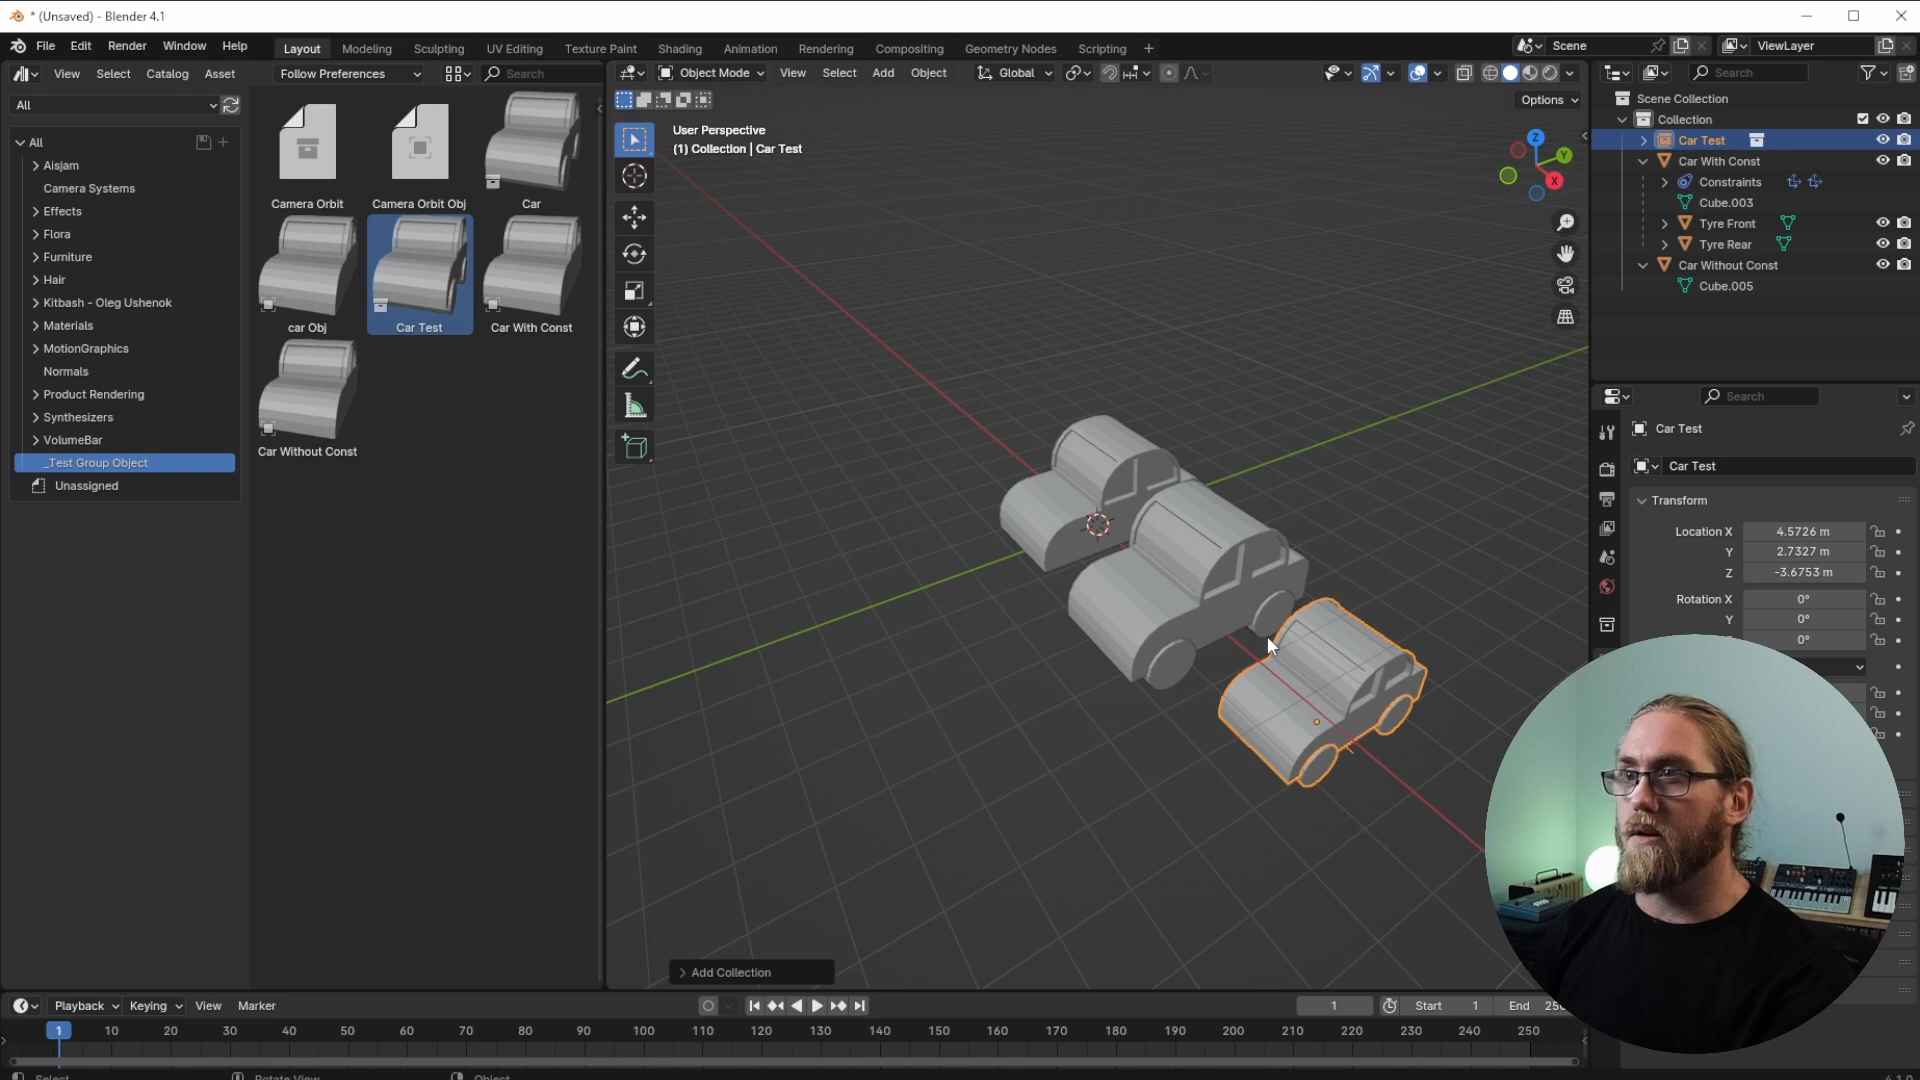 * (Unsaved) - Blender 4.1
File Edit Render Window Help
Layout Modeling Sculpting UV Editing Texture Paint Shading Animation Rendering Compositing Geometry Nodes Scripting +
Scene
ViewLayer
View Select Catalog Asset Follow Preferences Search
Object Mode View Select Add Object Global
Search
All
Options
All
Aisjam
Camera Systems
Effects
Flora
Furniture
Hair
Kitbash - Oleg Ushenok
Materials
MotionGraphics
Normals
Product Rendering
Synthesizers
VolumeBar
_Test Group Object
Unassigned
Camera Orbit
Camera Orbit Obj
Car
car Obj
Car Test
Car With Const
Car Without Const
User Perspective
(1) Collection | Car Test
Z
Y
X
Add Collection
Scene Collection
Collection
Car Test
Car With Const
Constraints
Cube.003
Tyre Front
Tyre Rear
Car Without Const
Cube.005
Search
Car Test
Car Test
Transform
Location X 4.5726 m
Y 2.7327 m
Z -3.6753 m
Rotation X 0°
Y 0°
0°
Playback Keying View Marker
1 Start 1 End
1 10 20 30 40 50 60 70 80 90 100 110 120 130 140 150 160 170 180 190 200 210 220 230 240 250
Select Rotate View Object
4.1.0